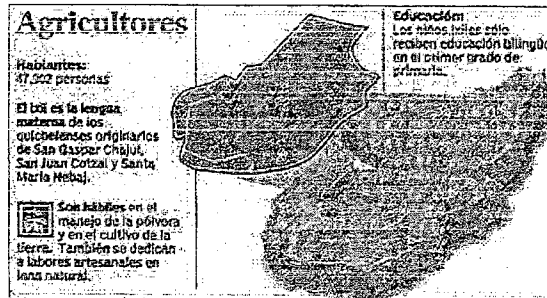 Agricultores
Hablantes:
47,902 personas
El ixil es la lengua
materna de los
quichelenses originarios
de San Gaspar Chajul,
San Juan Cotzal y Santa
María Nebaj.
Son hábiles en el
manejo de la pólvora
y en el cultivo de la
tierra. También se dedican
a labores artesanales en
lana natural.
Educación:
Los niños ixiles sólo
reciben educación bilingüe
en el primer grado de
primaria.